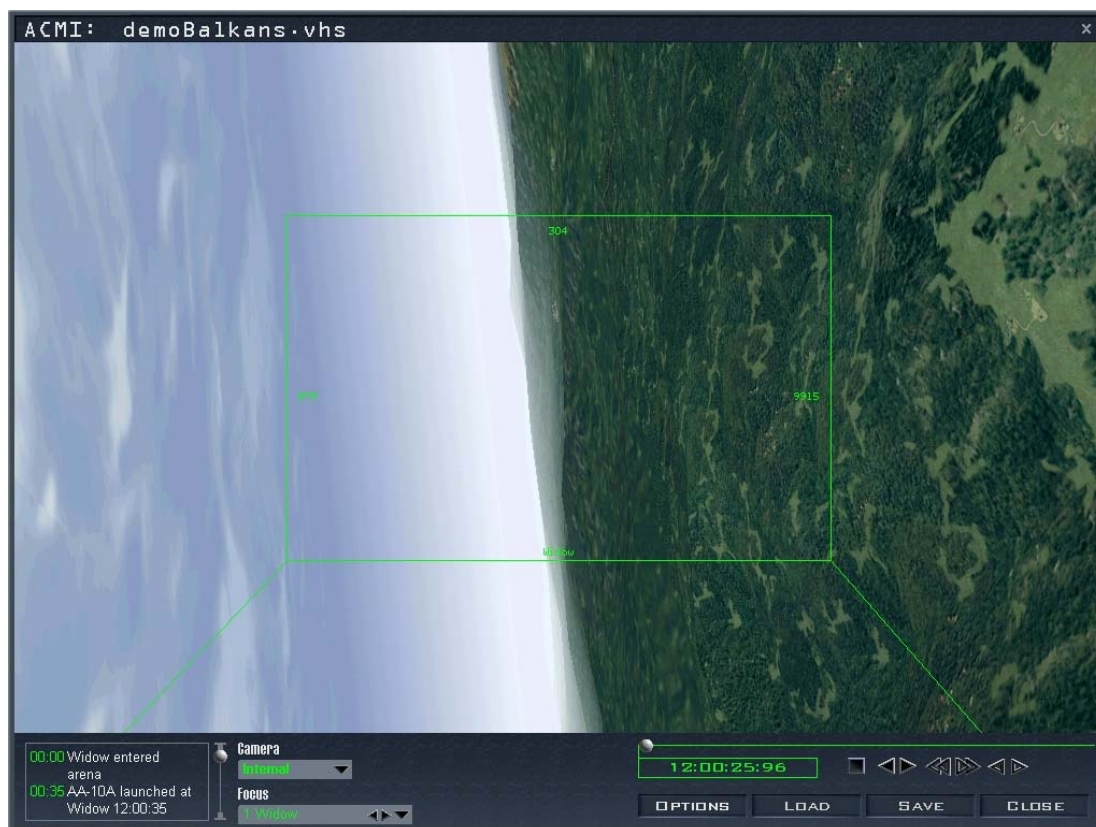 ACMI: demoBalkans.vhs
304
9915
Widow
00:00 Widow entered
arena
00:35 AA-10A launched at
Widow 12:00:35
Camera
Internal
Focus
1 Widow
12:00:25:96
OPTIONS
LOAD
SAVE
CLOSE